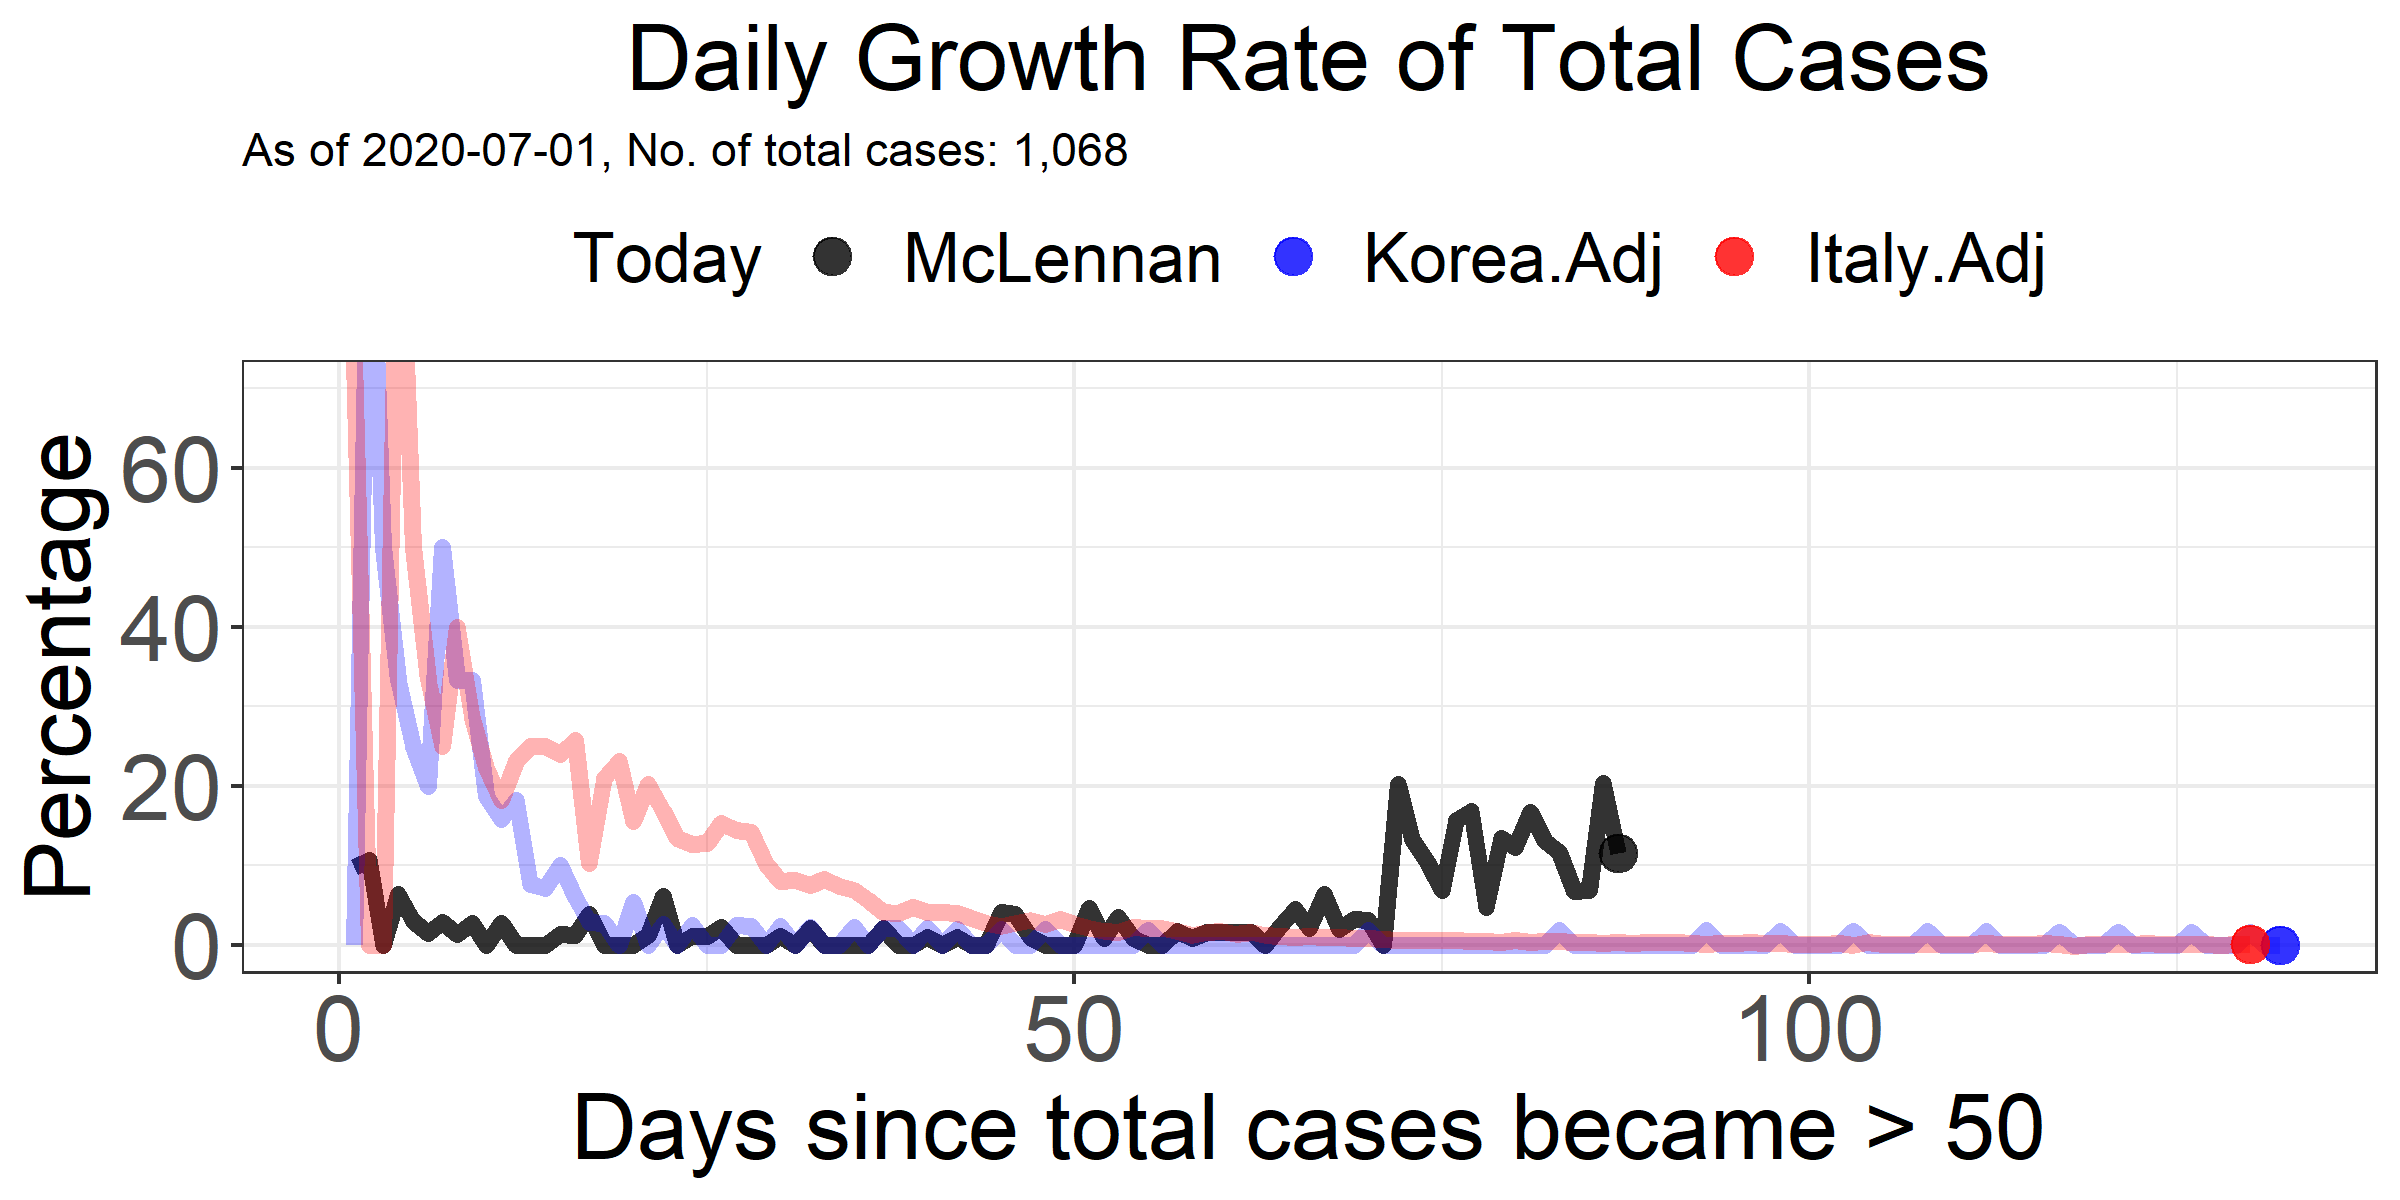 Daily Growth Rate of Total Cases
As of 2020-07-01, No. of total cases: 1,068
Today McLennan Korea.Adj Italy.Adj
Percentage
60
40
20
0
0 50 100
Days since total cases became > 50